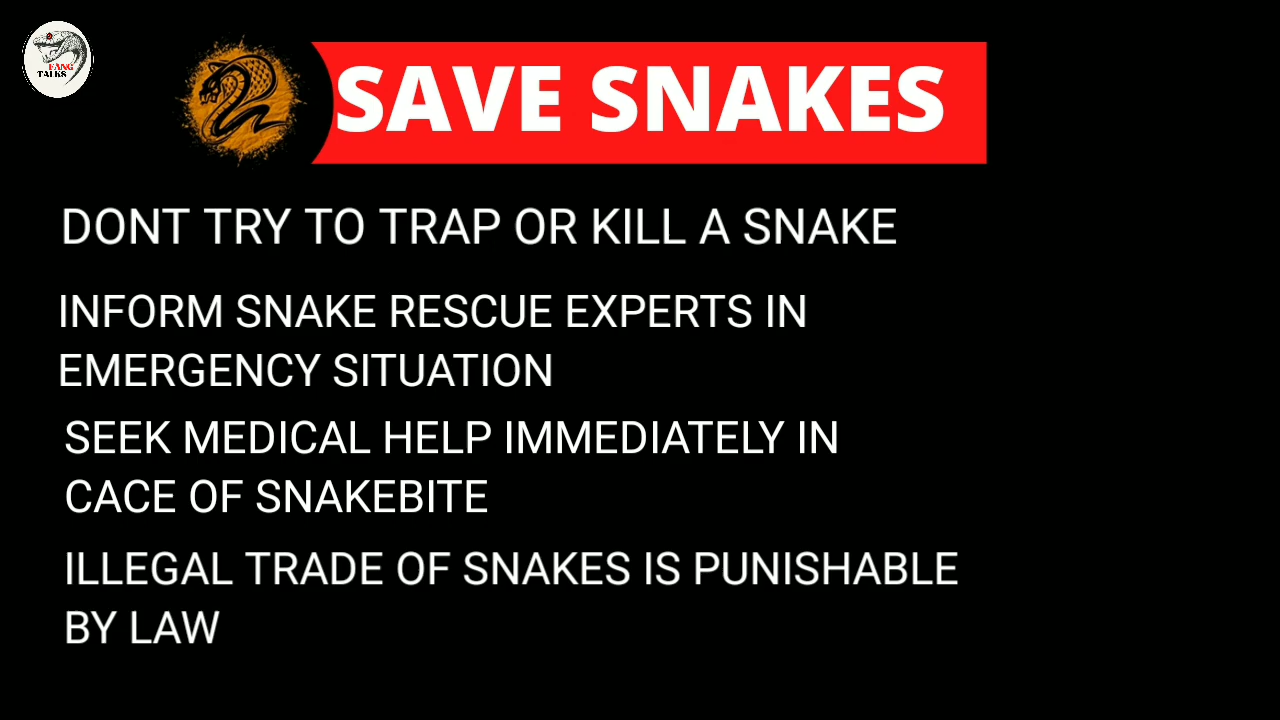 FANG
TALKS
SAVE SNAKES
DONT TRY TO TRAP OR KILL A SNAKE
INFORM SNAKE RESCUE EXPERTS IN
EMERGENCY SITUATION
SEEK MEDICAL HELP IMMEDIATELY IN
CACE OF SNAKEBITE
ILLEGAL TRADE OF SNAKES IS PUNISHABLE
BY LAW